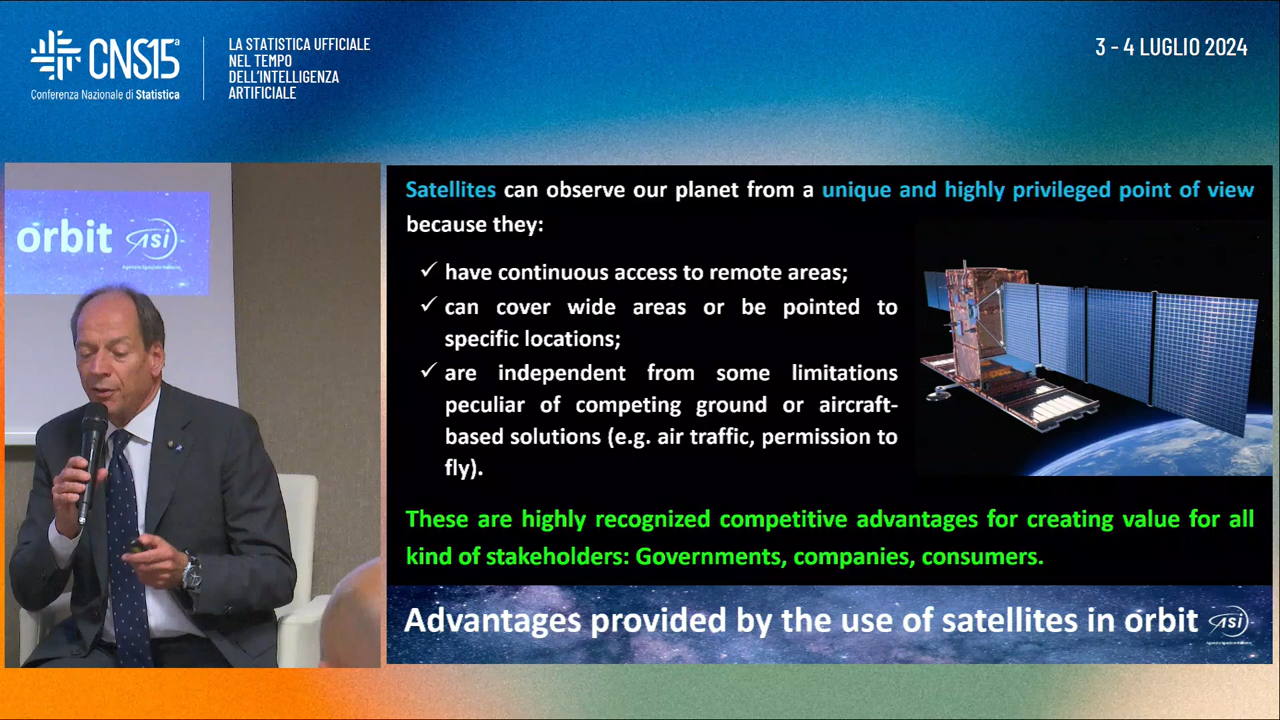 CNS15ª
Conferenza Nazionale di Statistica
LA STATISTICA UFFICIALE
NEL TEMPO
DELL'INTELLIGENZA
ARTIFICIALE
3 - 4 LUGLIO 2024
orbit
asi
Agenzia Spaziale Italiana
Satellites can observe our planet from a unique and highly privileged point of view
because they:
✓ have continuous access to remote areas;
✓ can cover wide areas or be pointed to
specific locations;
✓ are independent from some limitations
peculiar of competing ground or aircraft-
based solutions (e.g. air traffic, permission to
fly).
These are highly recognized competitive advantages for creating value for all
kind of stakeholders: Governments, companies, consumers.
Advantages provided by the use of satellites in orbit
asi